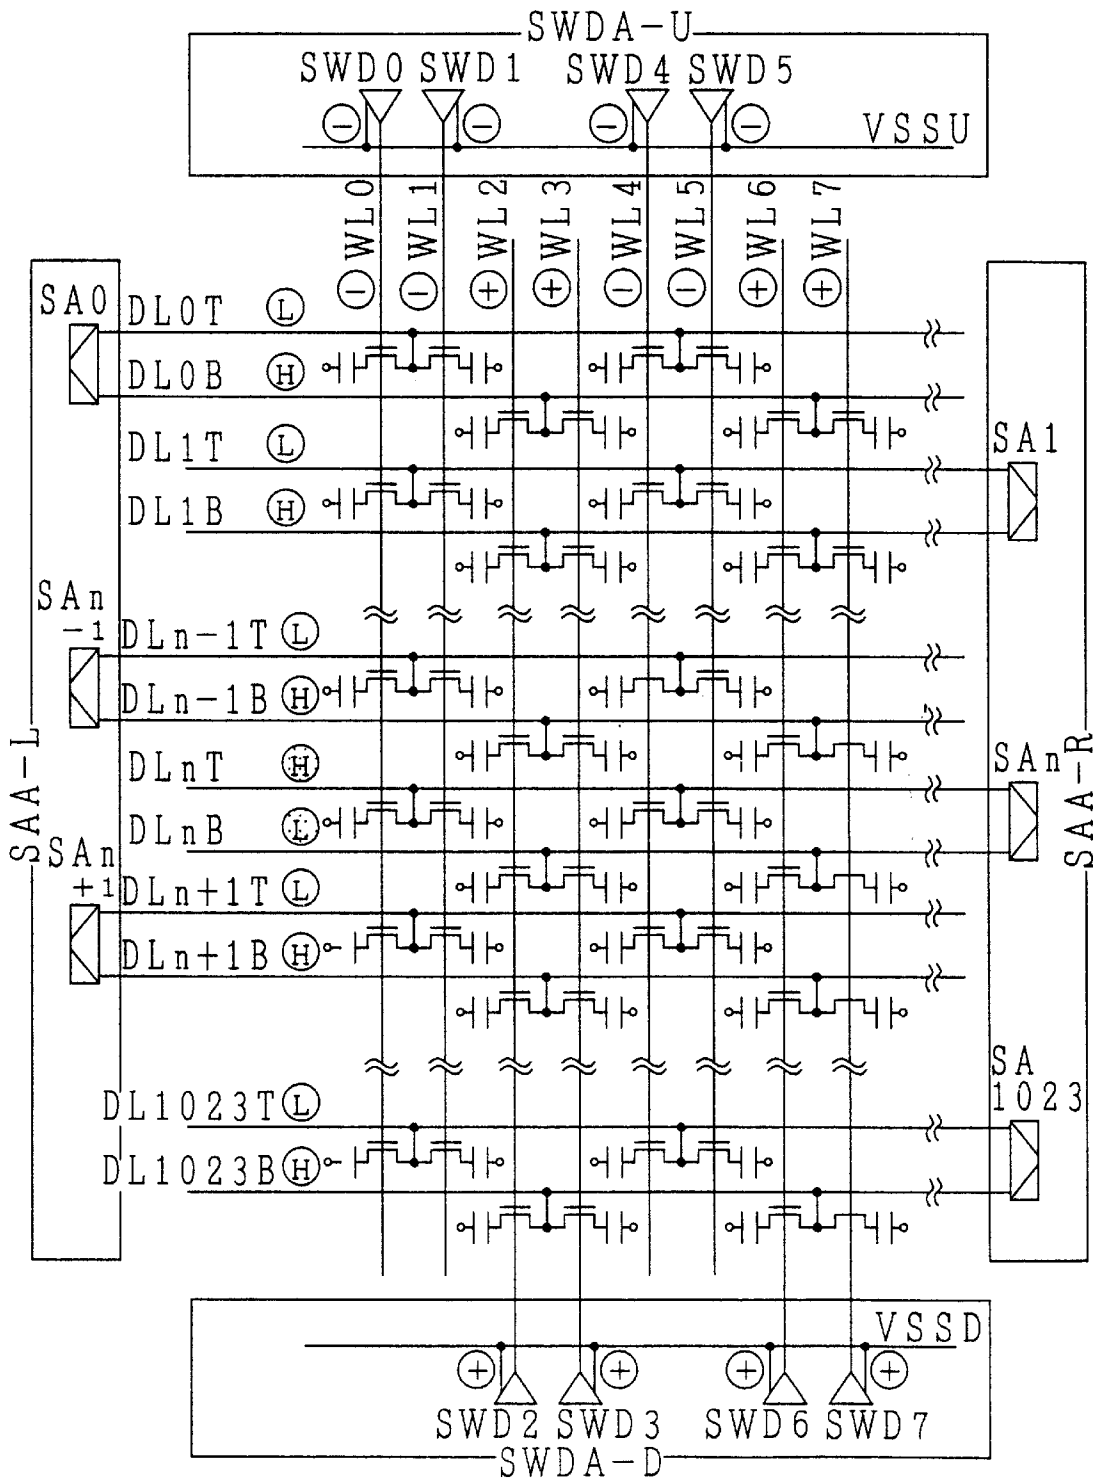 SWDA-U
SWD0 SWD1 SWD4 SWD5
- - - -
VSSU
WL0 WL1 WL2 WL3 WL4 WL5 WL6 WL7
- - + + - - + +
SA0
DL0T L
DL0B H
DL1T L
SA1
DL1B H
SAn
-1
DLn-1T L
DLn-1B H
SAA-L
DLnT H
SAn
SAA-R
DLnB L
SAn
+1
DLn+1T L
DLn+1B H
SA
1023
DL1023T L
DL1023B H
VSSD
+ + + +
SWD2 SWD3 SWD6 SWD7
SWDA-D